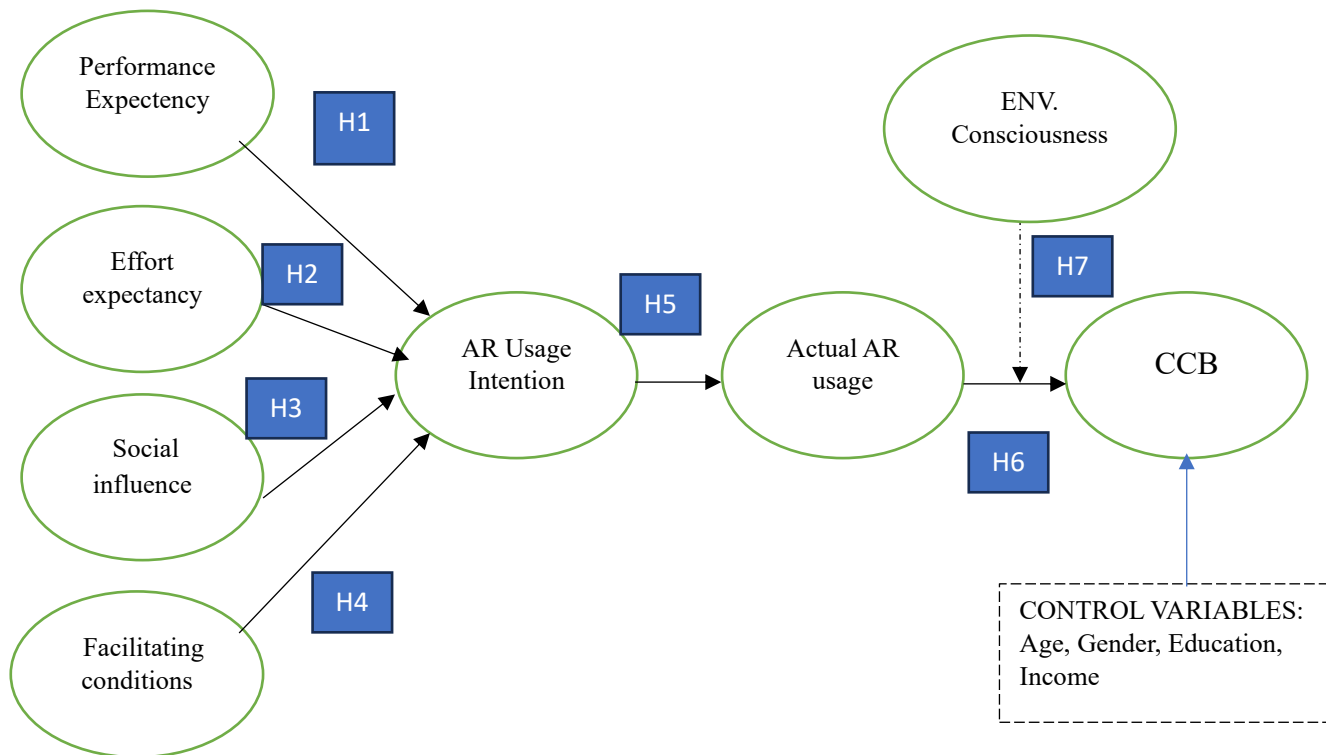 Performance
Expectency
H1
ENV.
Consciousness
Effort
expectancy
H2
H7
H5
AR Usage
Intention
Actual AR
usage
CCB
H3
Social
influence
H6
H4
Facilitating
conditions
CONTROL VARIABLES:
Age, Gender, Education,
Income